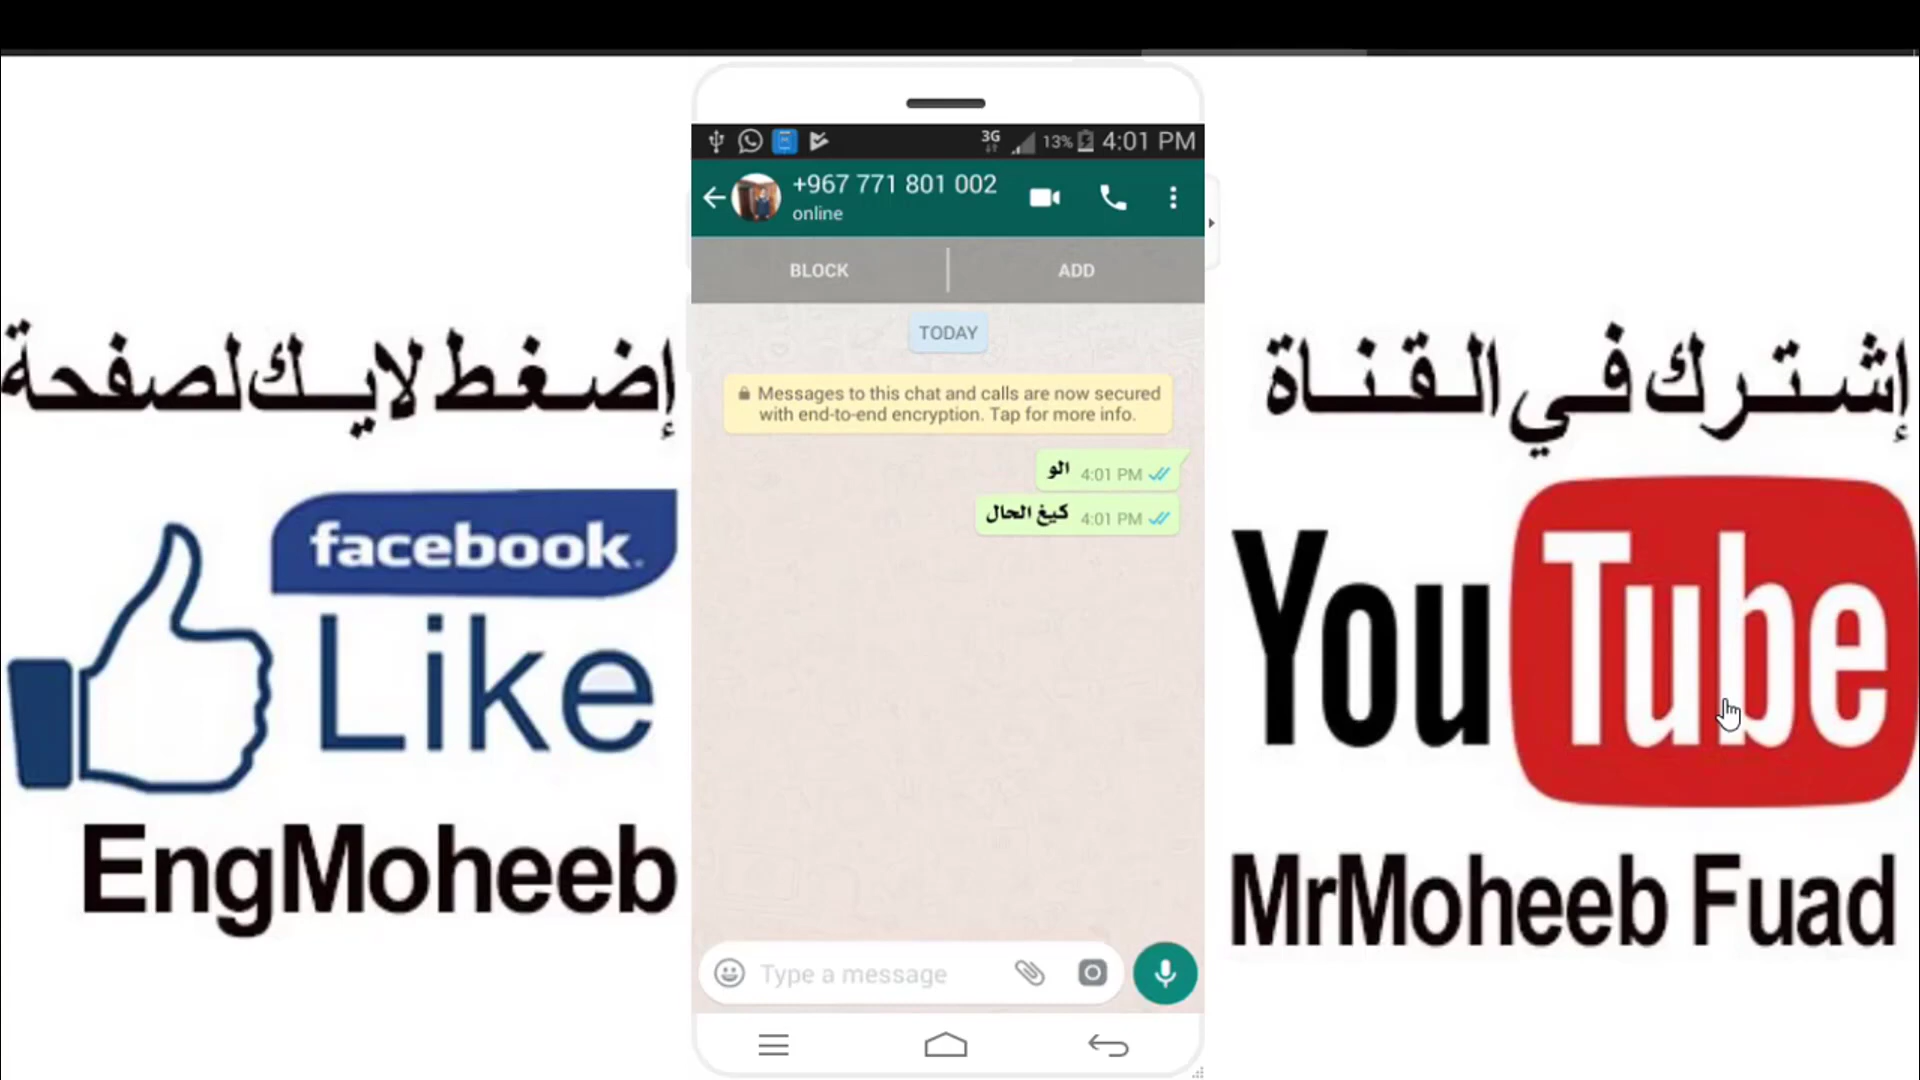 3G 13% 4:01 PM
+967 771 801 002
online
BLOCK ADD
TODAY
Messages to this chat and calls are now secured
with end-to-end encryption. Tap for more info.
الو 4:01 PM
كيغ الحال 4:01 PM
Type a message
إضغط لايك لصفحة
facebook.
Like
EngMoheeb
إشترك في القناة
YouTube
MrMoheeb Fuad